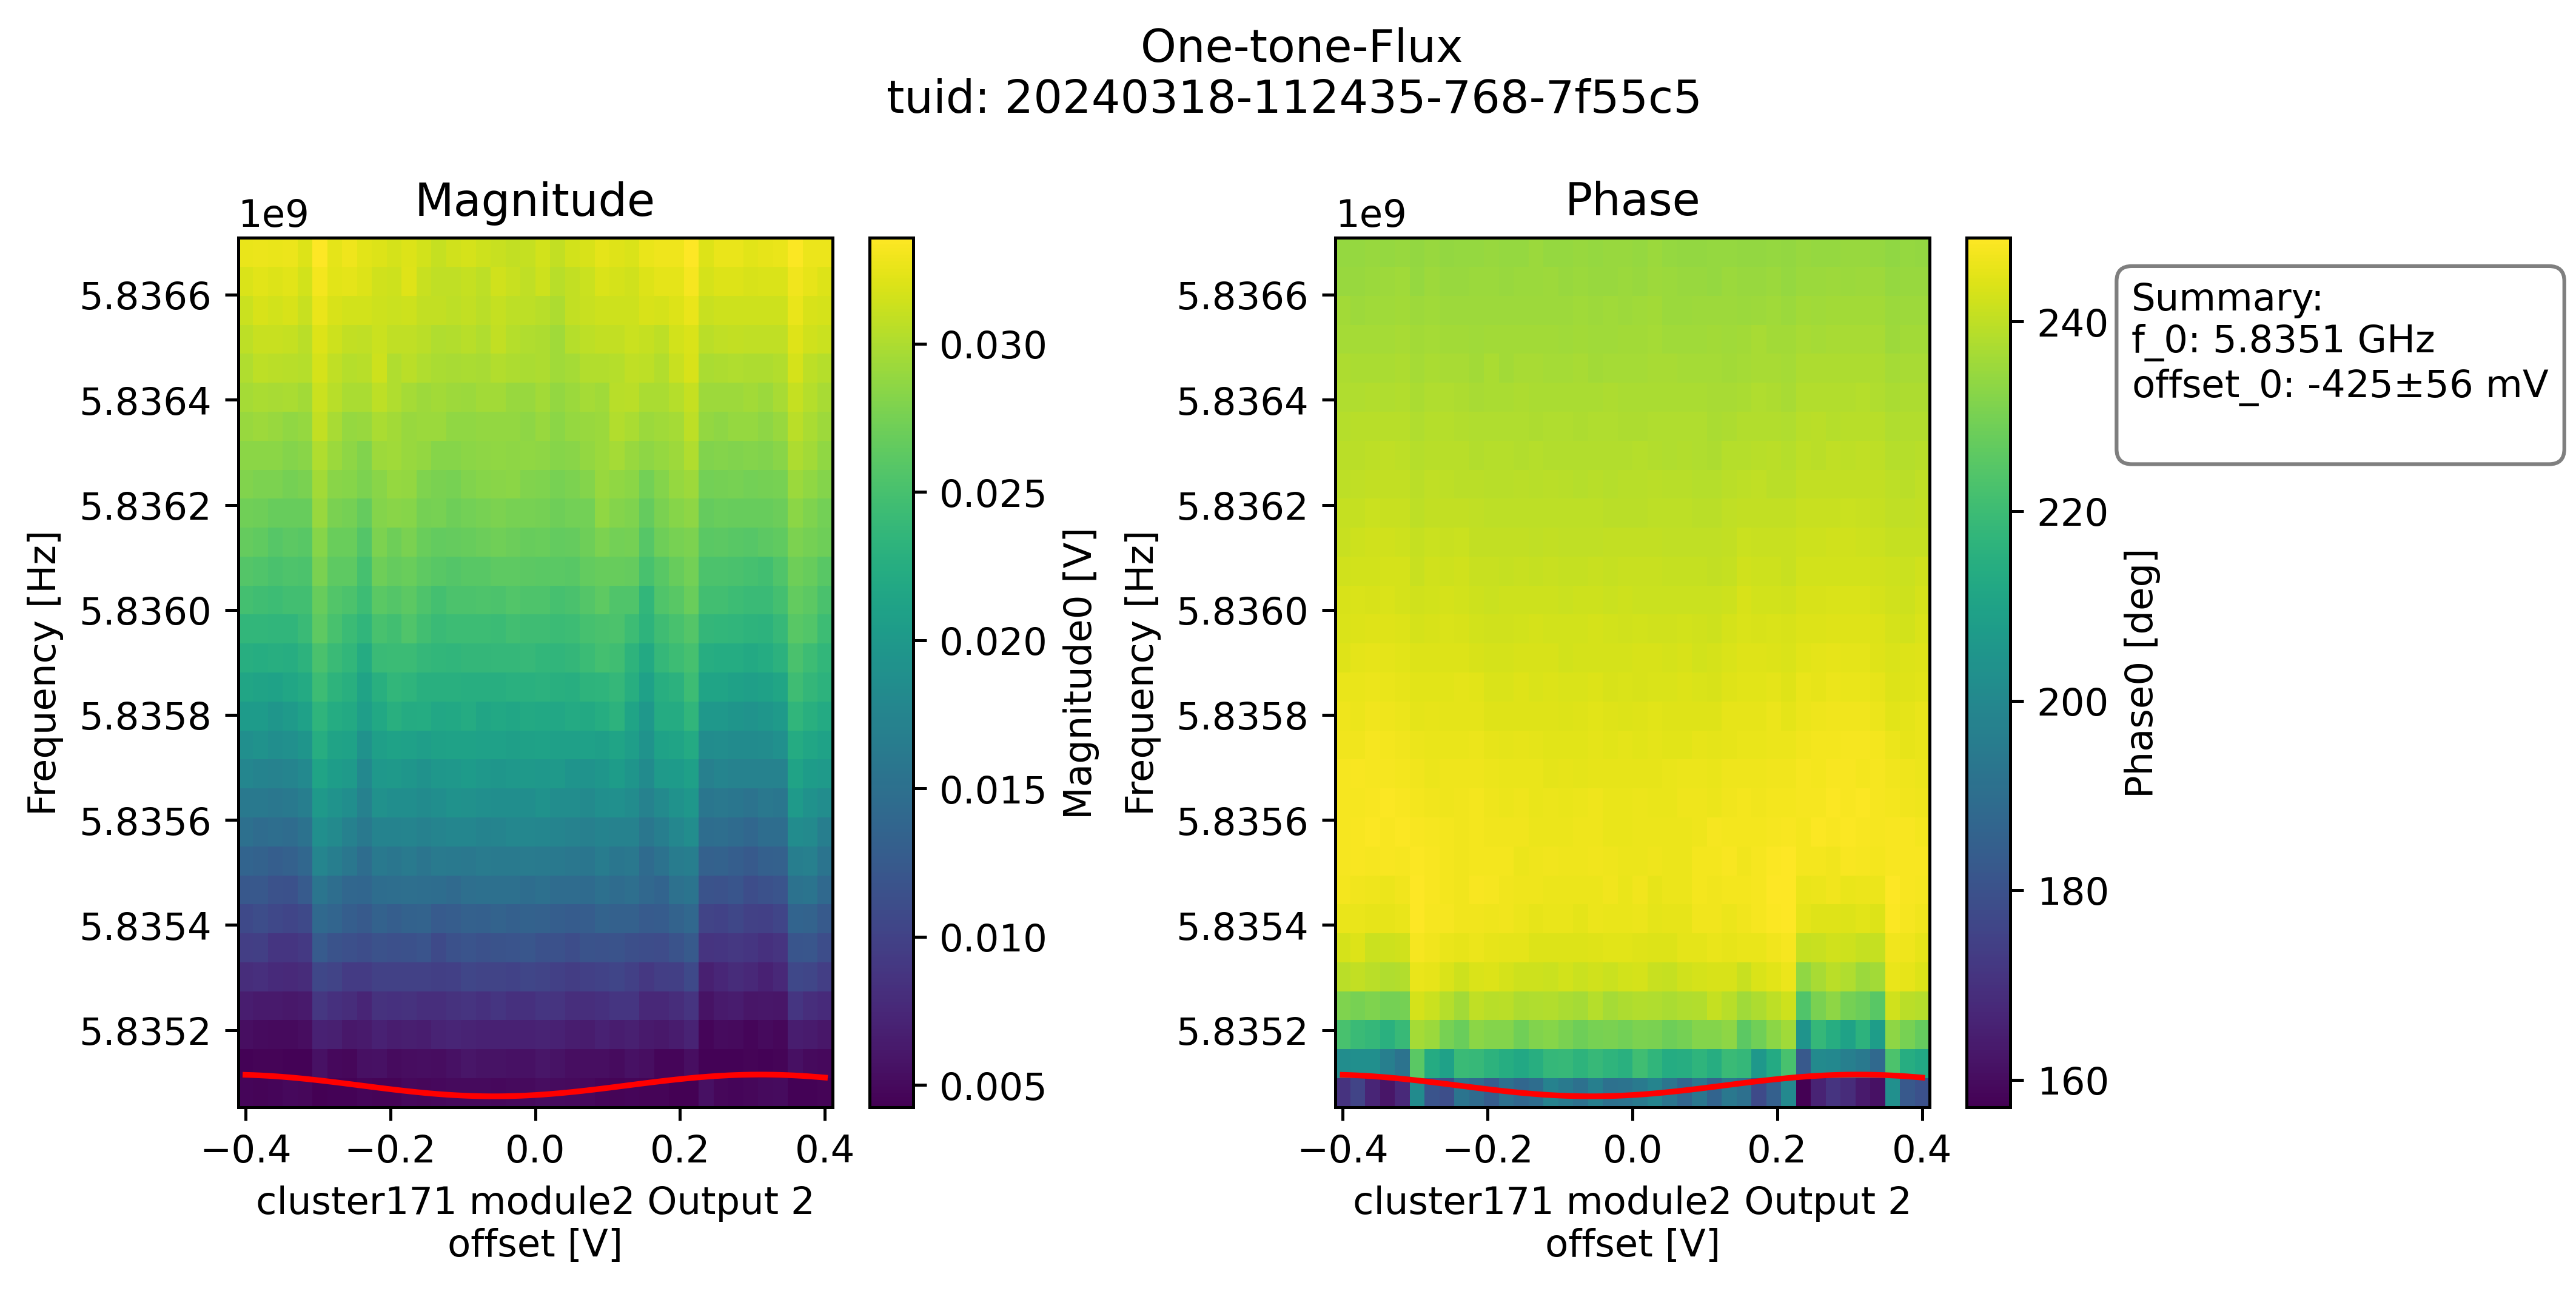 One-tone-Flux
tuid: 20240318-112435-768-7f55c5
Magnitude
1e9
5.8366
5.8364
5.8362
5.8360
5.8358
5.8356
5.8354
5.8352
Frequency [Hz]
−0.4
−0.2
0.0
0.2
0.4
cluster171 module2 Output 2
offset [V]
0.030
0.025
0.020
0.015
0.010
0.005
Magnitude0 [V]
Phase
1e9
5.8366
5.8364
5.8362
5.8360
5.8358
5.8356
5.8354
5.8352
Frequency [Hz]
−0.4
−0.2
0.0
0.2
0.4
cluster171 module2 Output 2
offset [V]
240
220
200
180
160
Phase0 [deg]
Summary:
f_0: 5.8351 GHz
offset_0: -425±56 mV